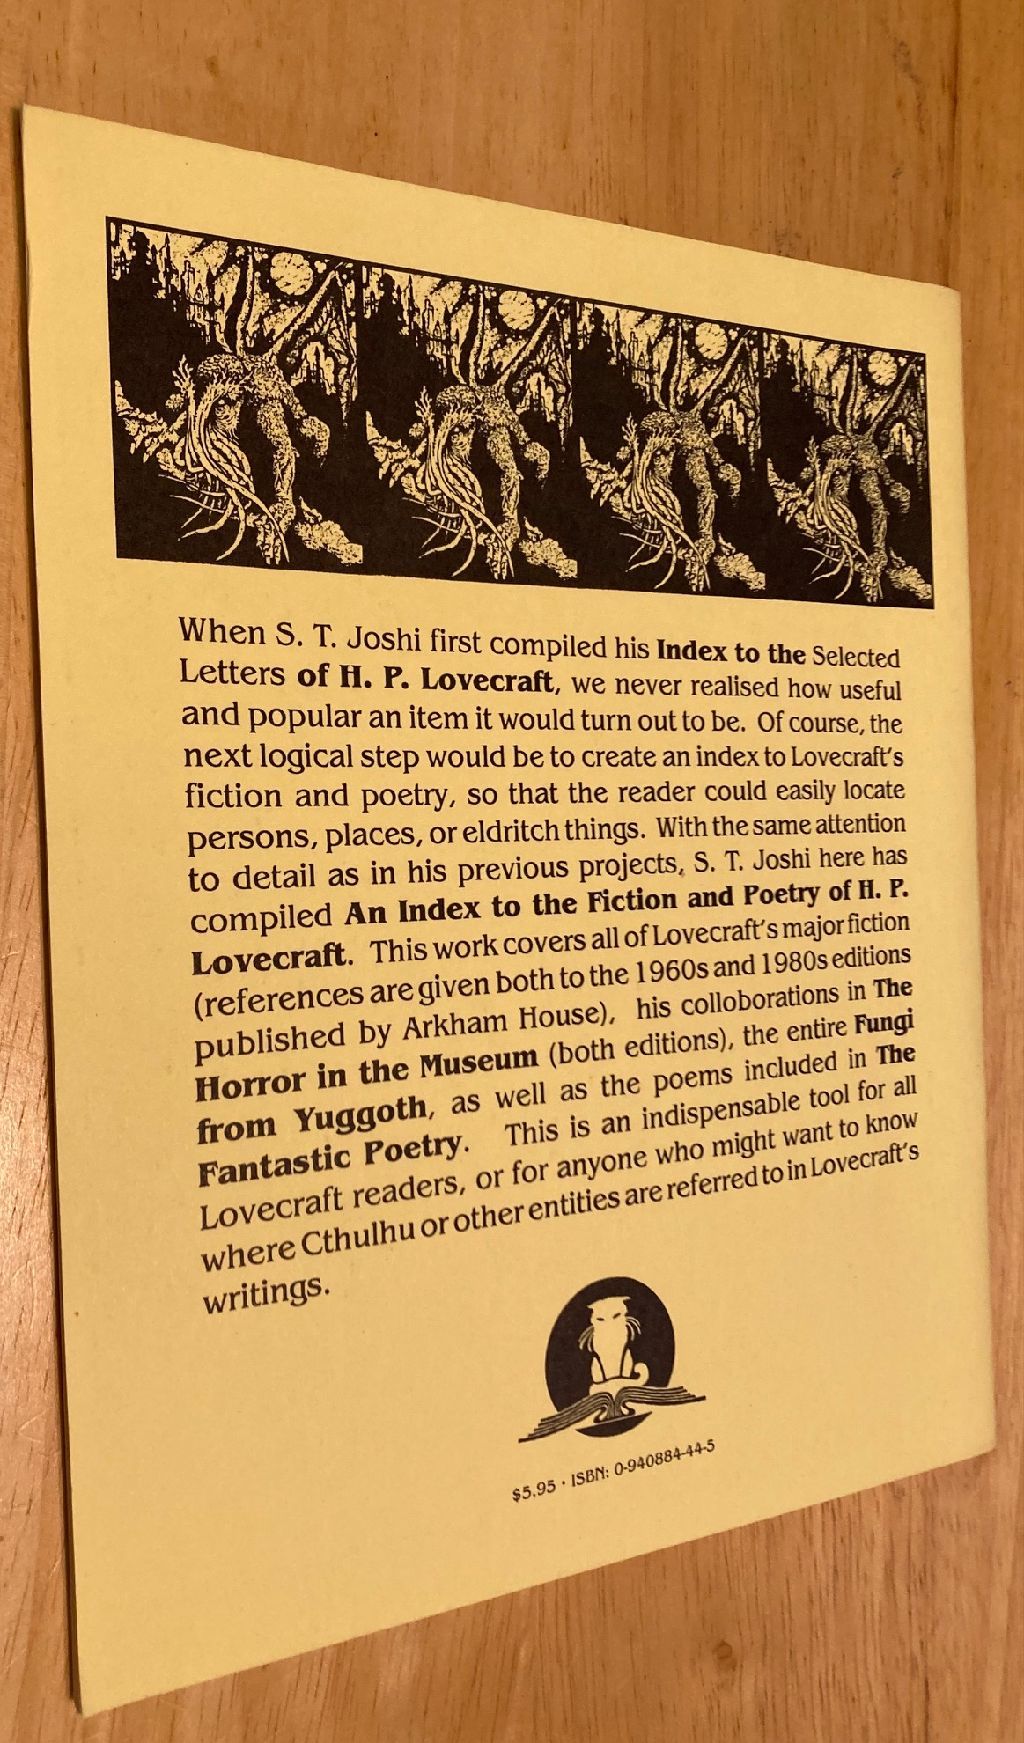 When S. T. Joshi first compiled his Index to the Selected
Letters of H. P. Lovecraft, we never realised how useful
and popular an item it would turn out to be. Of course, the
next logical step would be to create an index to Lovecraft's
fiction and poetry, so that the reader could easily locate
persons, places, or eldritch things. With the same attention
to detail as in his previous projects, S. T. Joshi here has
compiled An Index to the Fiction and Poetry of H. P.
Lovecraft. This work covers all of Lovecraft's major fiction
(references are given both to the 1960s and 1980s editions
published by Arkham House), his colloborations in The
Horror in the Museum (both editions), the entire Fungi
from Yuggoth, as well as the poems included in The
Fantastic Poetry. This is an indispensable tool for all
Lovecraft readers, or for anyone who might want to know
where Cthulhu or other entities are referred to in Lovecraft's
writings.
$5.95 · ISBN: 0-940884-44-5